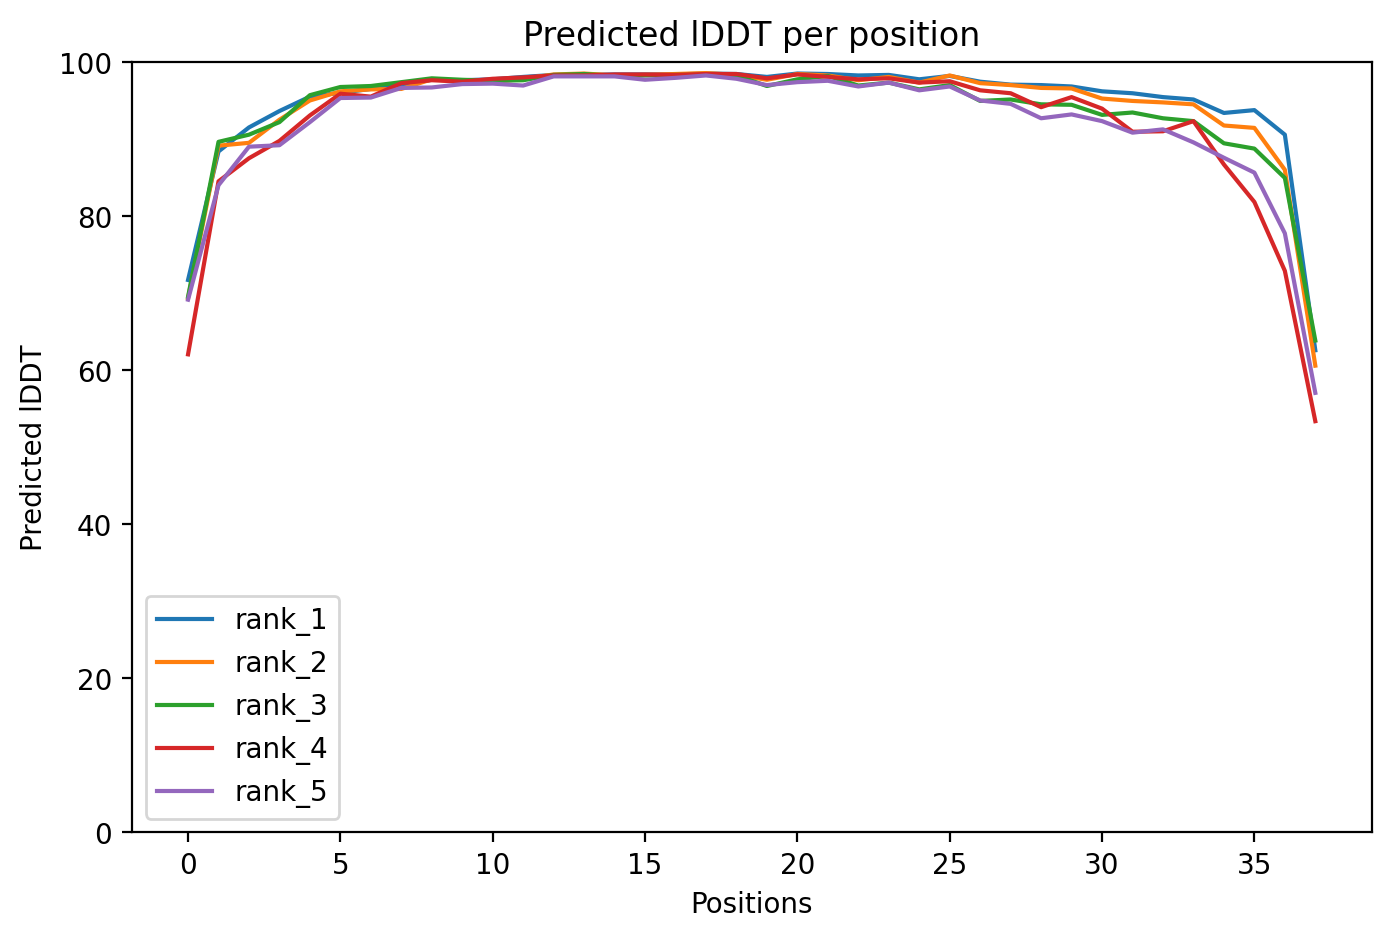 Predicted lDDT per position
Predicted lDDT
100
80
60
40
20
0
rank_1
rank_2
rank_3
rank_4
rank_5
0 5 10 15 20 25 30 35
Positions